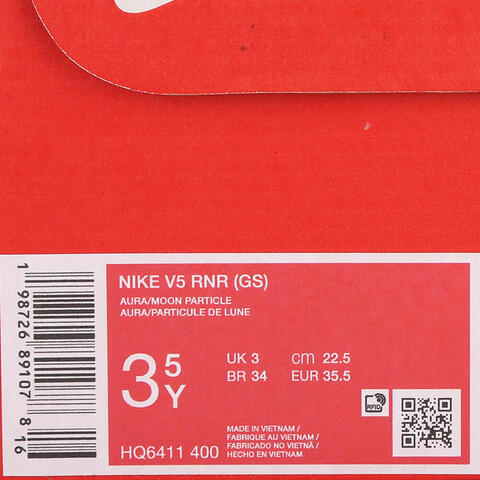 NIKE V5 RNR (GS)
AURA/MOON PARTICLE
AURA/PARTICULE DE LUNE
3 5 Y
UK 3 cm 22.5
BR 34 EUR 35.5
RFID
MADE IN VIETNAM /
FABRIQUÉ AU VIETNAM /
FABRICADO NO VIETNÃ /
HECHO EN VIETNAM
HQ6411 400
1 98726 89107 8 16